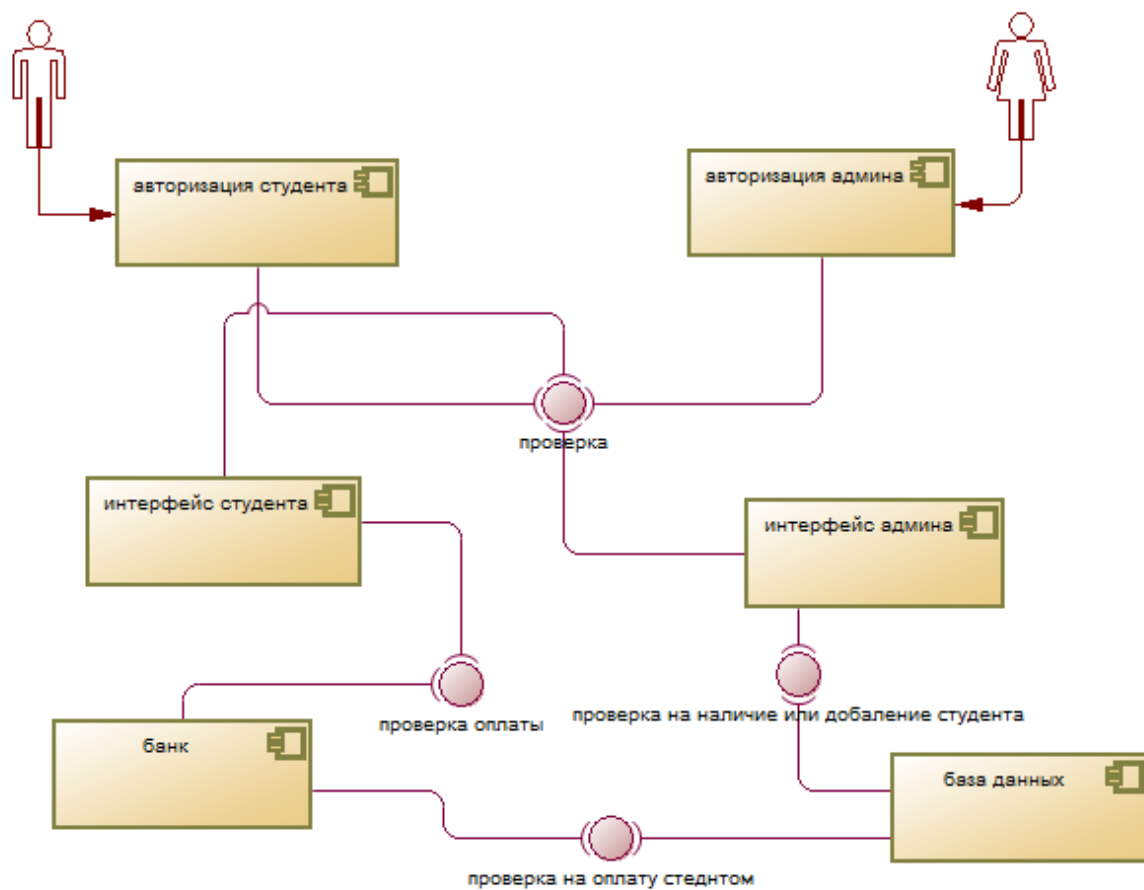 авторизация студента
авторизация админа
проверка
интерфейс студента
интерфейс админа
проверка оплаты
проверка на наличие или добаление студента
банк
база данных
проверка на оплату стеднтом